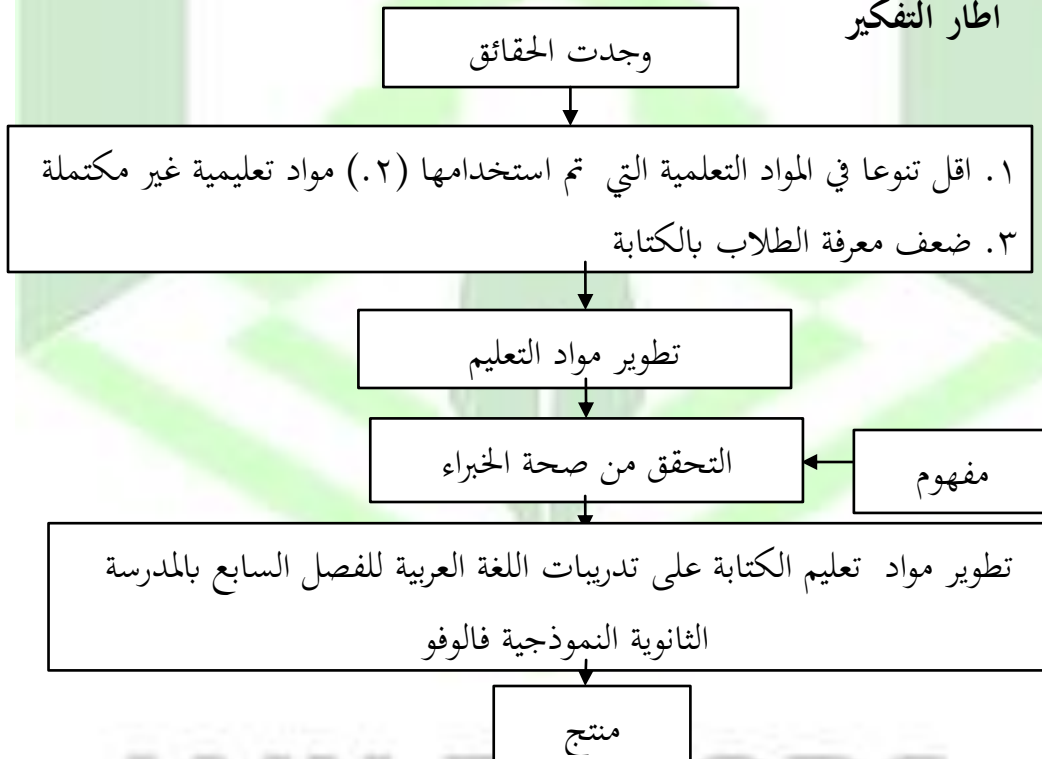 اطار التفكير
وجدت الحقائق
١. اقل تنوعا في المواد التعلمية التي تم استخدامها (٢.) مواد تعليمية غير مكتملة
٣. ضعف معرفة الطلاب بالكتابة
تطوير مواد التعليم
التحقق من صحة الخبراء
مفهوم
تطوير مواد تعليم الكتابة على تدريبات اللغة العربية للفصل السابع بالمدرسة
الثانوية النموذجية فالوفو
منتج